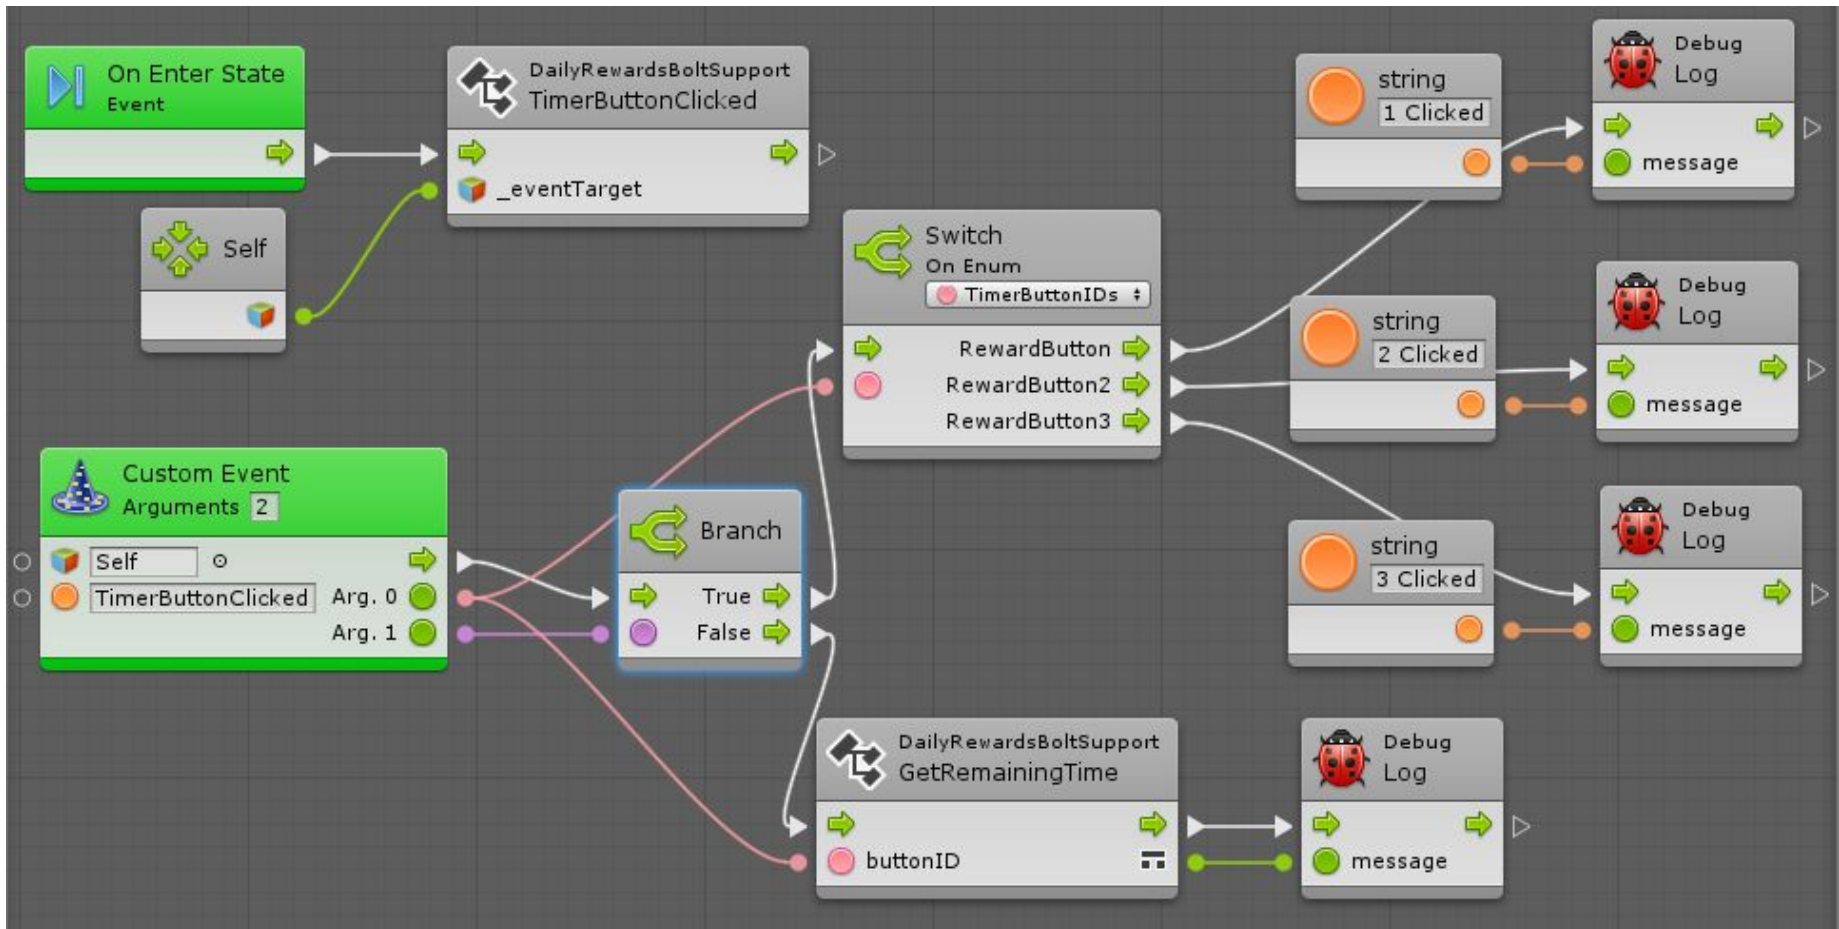 On Enter State
Event
DailyRewardsBoltSupport
TimerButtonClicked
_eventTarget
Self
Switch
On Enum
TimerButtonIDs
RewardButton
RewardButton2
RewardButton3
string
1 Clicked
Debug
Log
message
string
2 Clicked
Debug
Log
message
string
3 Clicked
Debug
Log
message
Custom Event
Arguments 2
Self
TimerButtonClicked Arg. 0
Arg. 1
Branch
True
False
DailyRewardsBoltSupport
GetRemainingTime
buttonID
Debug
Log
message